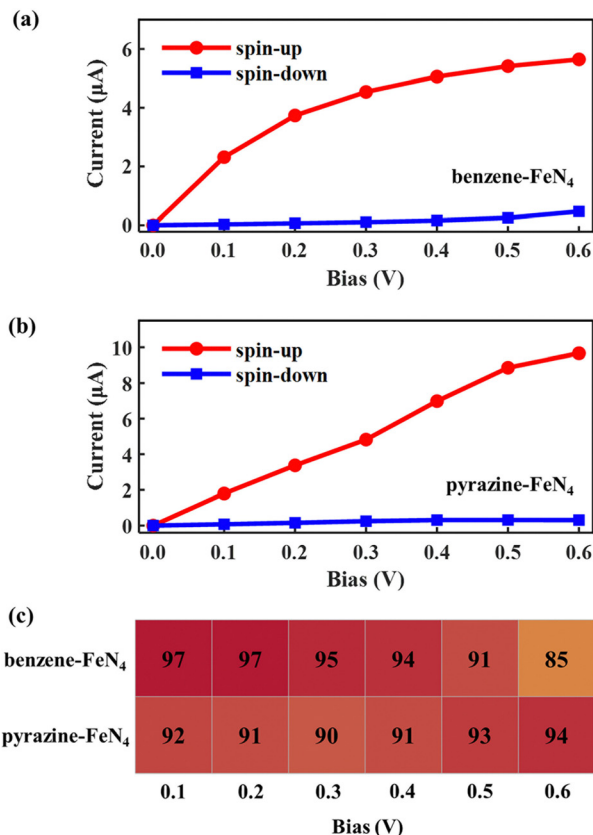 (a)
6
4
2
0
Current (μA)
spin-up
spin-down
benzene-FeN4
0.0 0.1 0.2 0.3 0.4 0.5 0.6
Bias (V)
(b)
10
8
6
4
2
0
Current (μA)
spin-up
spin-down
pyrazine-FeN4
0.0 0.1 0.2 0.3 0.4 0.5 0.6
Bias (V)
(c)
benzene-FeN4 97 97 95 94 91 85
pyrazine-FeN4 92 91 90 91 93 94
0.1 0.2 0.3 0.4 0.5 0.6
Bias (V)